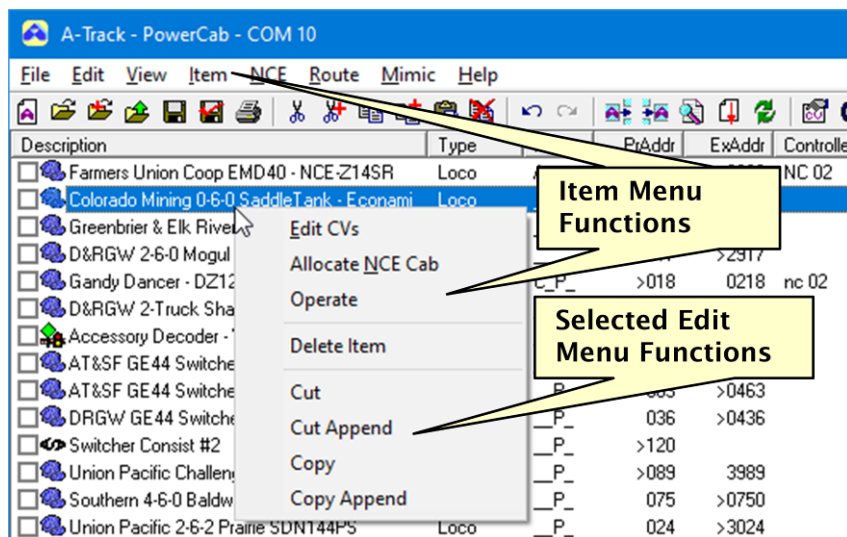 A-Track - PowerCab - COM 10
File Edit View Item NCE Route Mimic Help
Description Type PrAddr ExAddr Controlle
Farmers Union Coop EMD40 - NCE-Z14SR Loco NC 02
Colorado Mining 0-6-0 SaddleTank - Econami Loco
Greenbrier & Elk River
D&RGW 2-6-0 Mogul >2917
Gandy Dancer - DZ12 C_P_ >018 0218 nc 02
D&RGW 2-Truck Sha
Accessory Decoder -
AT&SF GE44 Switche
AT&SF GE44 Switche __P_ 063 >0463
DRGW GE44 Switche __P_ 036 >0436
Switcher Consist #2 __P_ >120
Union Pacific Challeng __P_ >089 3989
Southern 4-6-0 Baldw __P_ 075 >0750
Union Pacific 2-6-2 Prairie SDN144PS Loco __P_ 024 >3024
Edit CVs
Allocate NCE Cab
Operate
Delete Item
Cut
Cut Append
Copy
Copy Append
Item Menu
Functions
Selected Edit
Menu Functions